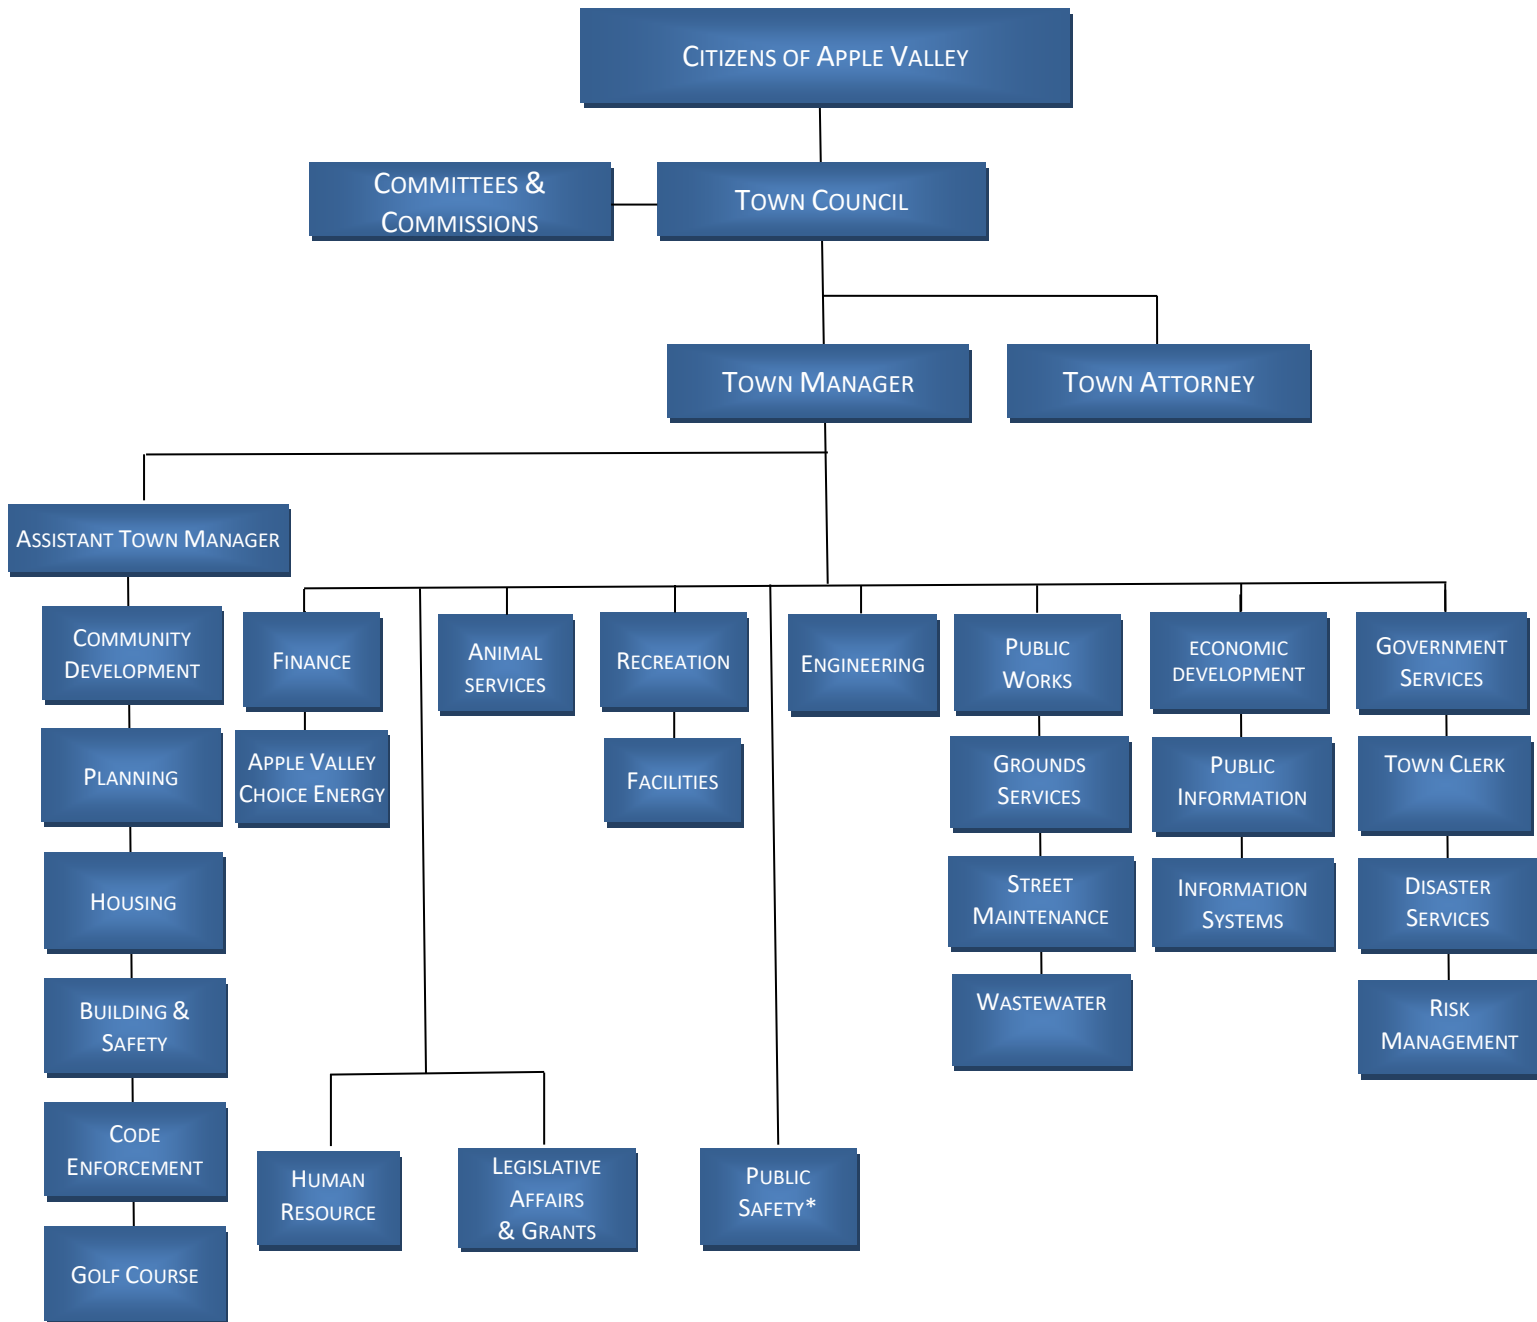 CITIZENS OF APPLE VALLEY
COMMITTEES &
COMMISSIONS
TOWN COUNCIL
TOWN MANAGER
TOWN ATTORNEY
ASSISTANT TOWN MANAGER
COMMUNITY
DEVELOPMENT
FINANCE
ANIMAL
SERVICES
RECREATION
ENGINEERING
PUBLIC
WORKS
ECONOMIC
DEVELOPMENT
GOVERNMENT
SERVICES
PLANNING
APPLE VALLEY
CHOICE ENERGY
FACILITIES
GROUNDS
SERVICES
PUBLIC
INFORMATION
TOWN CLERK
HOUSING
STREET
MAINTENANCE
INFORMATION
SYSTEMS
DISASTER
SERVICES
BUILDING &
SAFETY
WASTEWATER
RISK
MANAGEMENT
CODE
ENFORCEMENT
HUMAN
RESOURCE
LEGISLATIVE
AFFAIRS
& GRANTS
PUBLIC
SAFETY*
GOLF COURSE